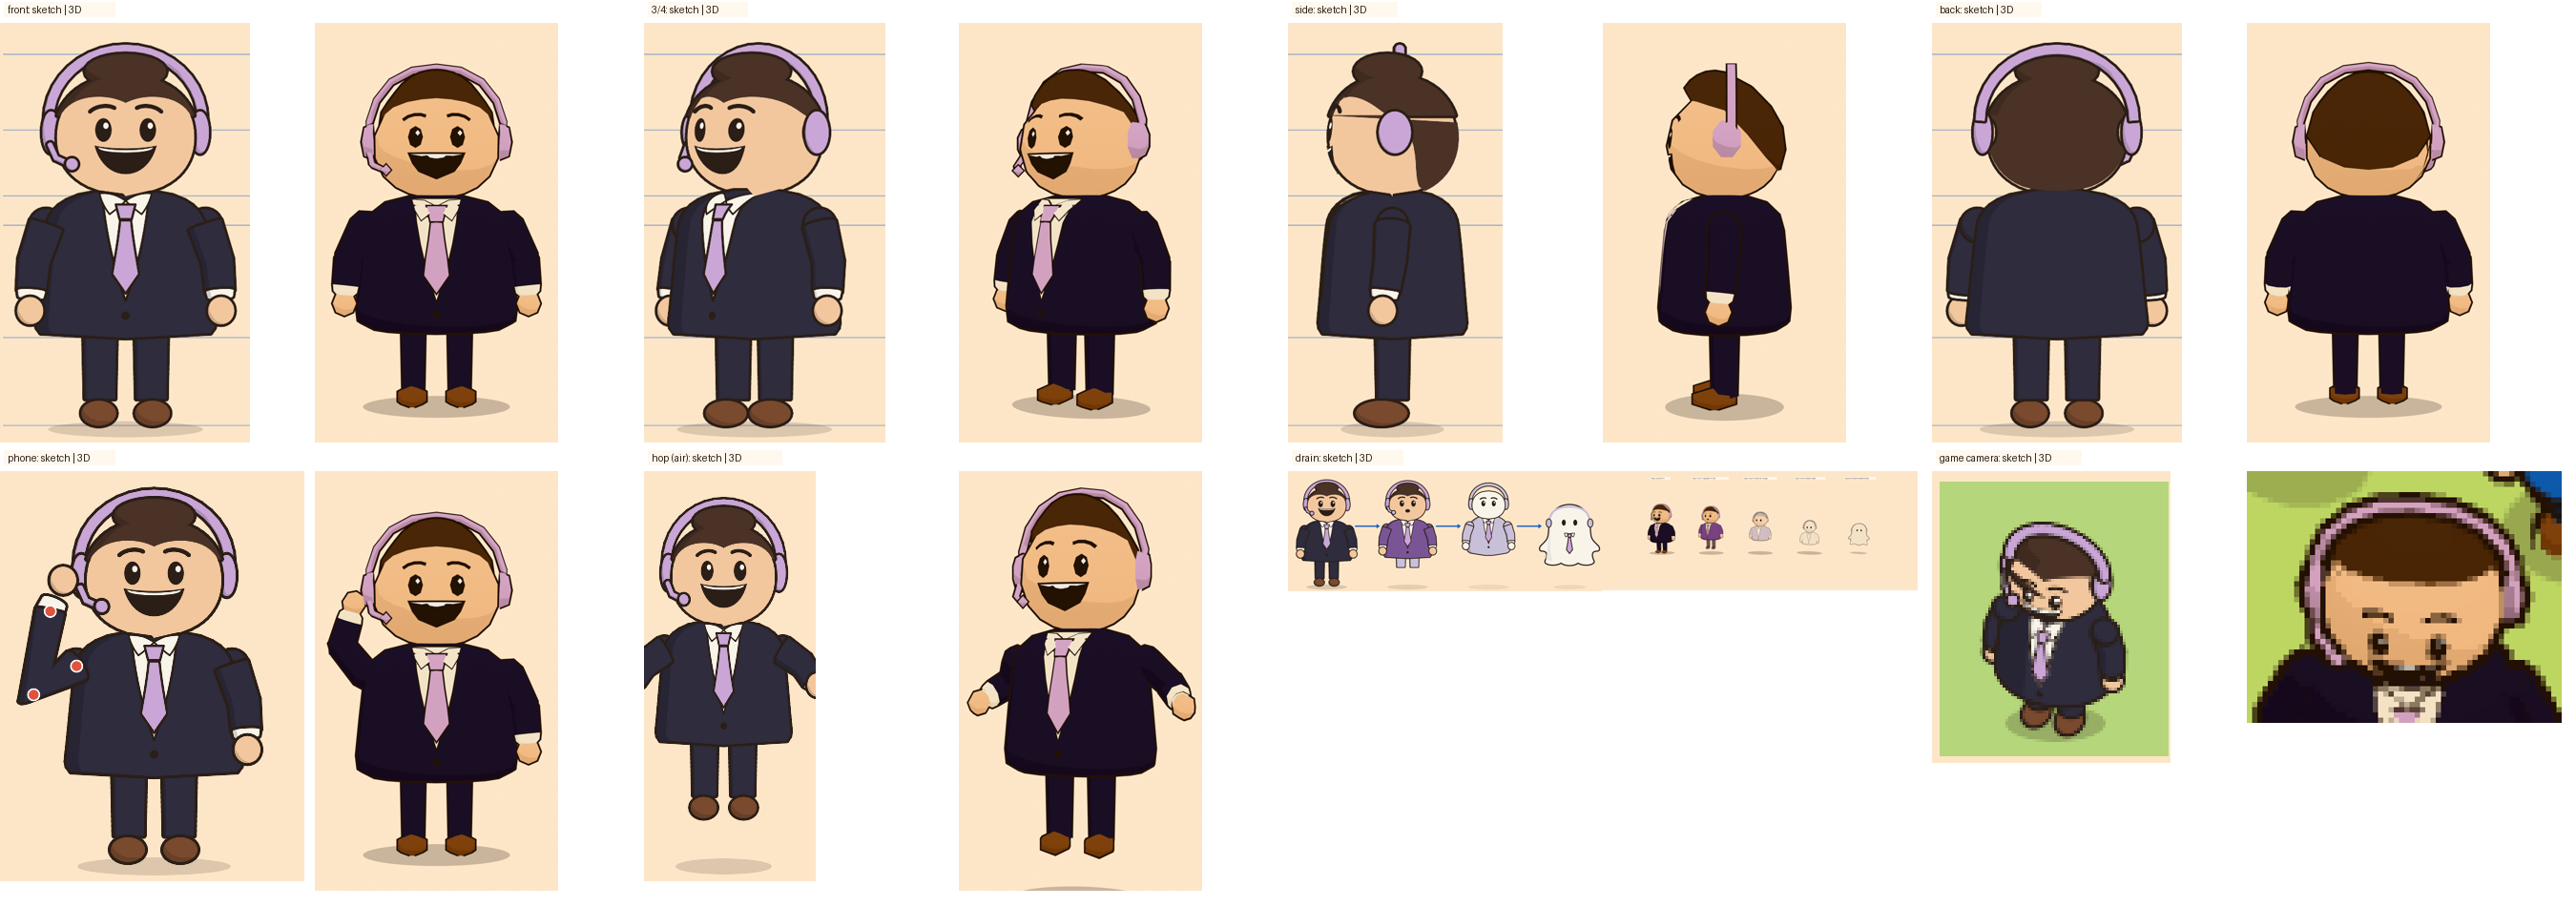 front: sketch | 3D
3/4: sketch | 3D
side: sketch | 3D
back: sketch | 3D
phone: sketch | 3D
hop (air): sketch | 3D
drain: sketch | 3D
game camera: sketch | 3D